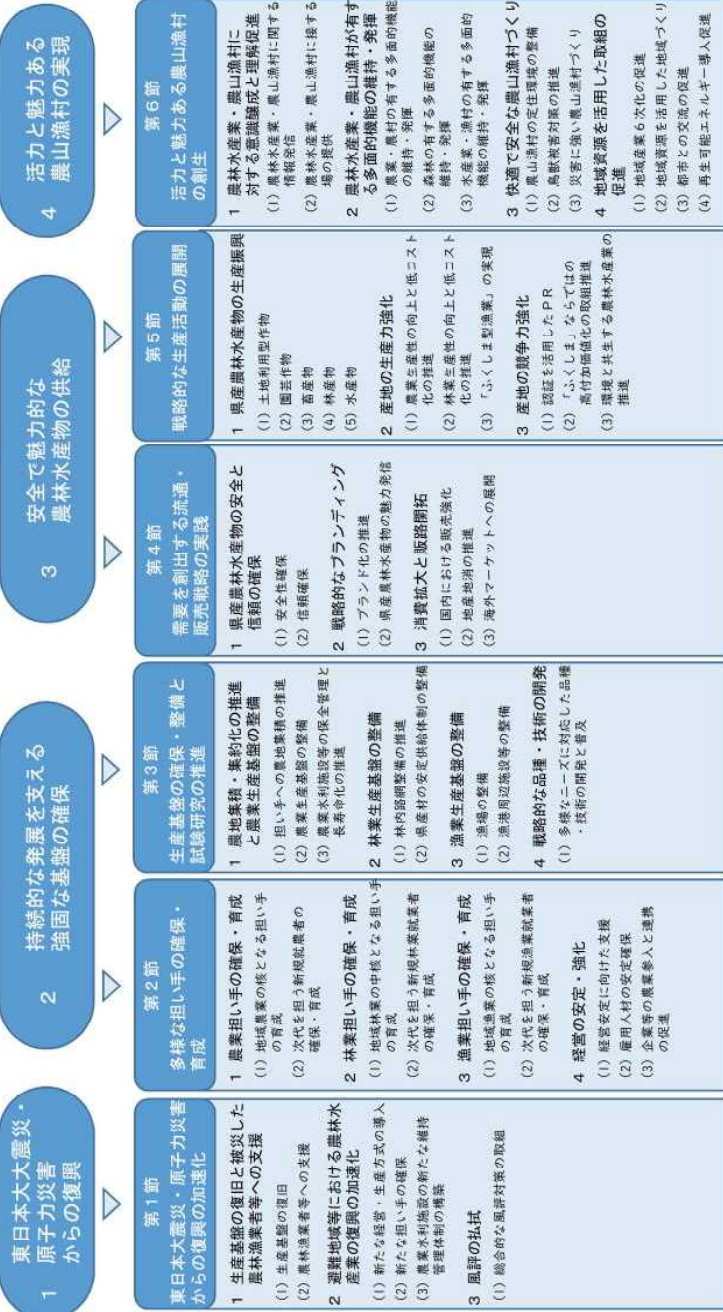 1 東日本大震災・
原子力災害
からの復興
2 持続的な発展を支える
強固な基盤の確保
3 安全で魅力的な
農林水産物の供給
4 活力と魅力ある
農山漁村の実現
第1節
東日本大震災・原子力災害
からの復興の加速化
1 生産基盤の復旧と被災した
農林漁業者等への支援
(1) 生産基盤の復旧
(2) 農林漁業者等への支援
2 避難地域等における農林水
産業の復興の加速化
(1) 新たな経営・生産方式の導入
(2) 新たな担い手の確保
(3) 農業水利施設の新たな維持
管理体制の構築
3 風評の払拭
(1) 総合的な風評対策の取組
第2節
多様な担い手の確保・
育成
1 農業担い手の確保・育成
(1) 地域農業の核となる担い手
の育成
(2) 次代を担う新規就農者の
確保・育成
2 林業担い手の確保・育成
(1) 地域林業の中核となる担い手
の育成
(2) 次代を担う新規林業就業者
の確保・育成
3 漁業担い手の確保・育成
(1) 地域漁業の核となる担い手
の育成
(2) 次代を担う新規漁業就業者
の確保・育成
4 経営の安定・強化
(1) 経営安定に向けた支援
(2) 雇用人材の安定確保
(3) 企業等の農業参入と連携
の促進
第3節
生産基盤の確保・整備と
試験研究の推進
1 農地集積・集約化の推進
と農業生産基盤の整備
(1) 担い手への農地集積の推進
(2) 農業生産基盤の整備
(3) 農業水利施設等の保全管理と
長寿命化の推進
2 林業生産基盤の整備
(1) 林内路網整備の推進
(2) 県産材の安定供給体制の整備
3 漁業生産基盤の整備
(1) 漁場の整備
(2) 漁港周辺施設等の整備
4 戦略的な品種・技術の開発
(1) 多様なニーズに対応した品種
・技術の開発と普及
第4節
需要を創出する流通・
販売戦略の実践
1 県産農林水産物の安全と
信頼の確保
(1) 安全性確保
(2) 信頼確保
2 戦略的なブランディング
(1) ブランド化の推進
(2) 県産農林水産物の魅力発信
3 消費拡大と販路開拓
(1) 国内における販売強化
(2) 地産地消の推進
(3) 海外マーケットへの展開
第5節
戦略的な生産活動の展開
1 県産農林水産物の生産振興
(1) 土地利用型作物
(2) 園芸作物
(3) 畜産物
(4) 林産物
(5) 水産物
2 産地の生産力強化
(1) 農業生産性の向上と低コスト
化の推進
(2) 林業生産性の向上と低コスト
化の推進
(3) 「ふくしま型漁業」の実現
3 産地の競争力強化
(1) 認証を活用したPR
(2) 「ふくしま」ならではの
高付加価値化の取組推進
(3) 環境と共生する農林水産業の
推進
第6節
活力と魅力ある農山漁村
の創生
1 農林水産業・農山漁村に
対する意識醸成と理解促進
(1) 農林水産業・農山漁村に関する
情報発信
(2) 農林水産業・農山漁村に接する
場の提供
2 農林水産業・農山漁村が有す
る多面的機能の維持・発揮
(1) 農業・農村の有する多面的機能
の維持・発揮
(2) 森林の有する多面的機能の
維持・発揮
(3) 水産業・漁村の有する多面的
機能の維持・発揮
3 快適で安全な農山漁村づくり
(1) 農山漁村の定住環境の整備
(2) 鳥獣被害対策の推進
(3) 災害に強い農山漁村づくり
4 地域資源を活用した取組の
促進
(1) 地域産業6次化の促進
(2) 地域資源を活用した地域づくり
(3) 都市との交流の促進
(4) 再生可能エネルギー導入促進